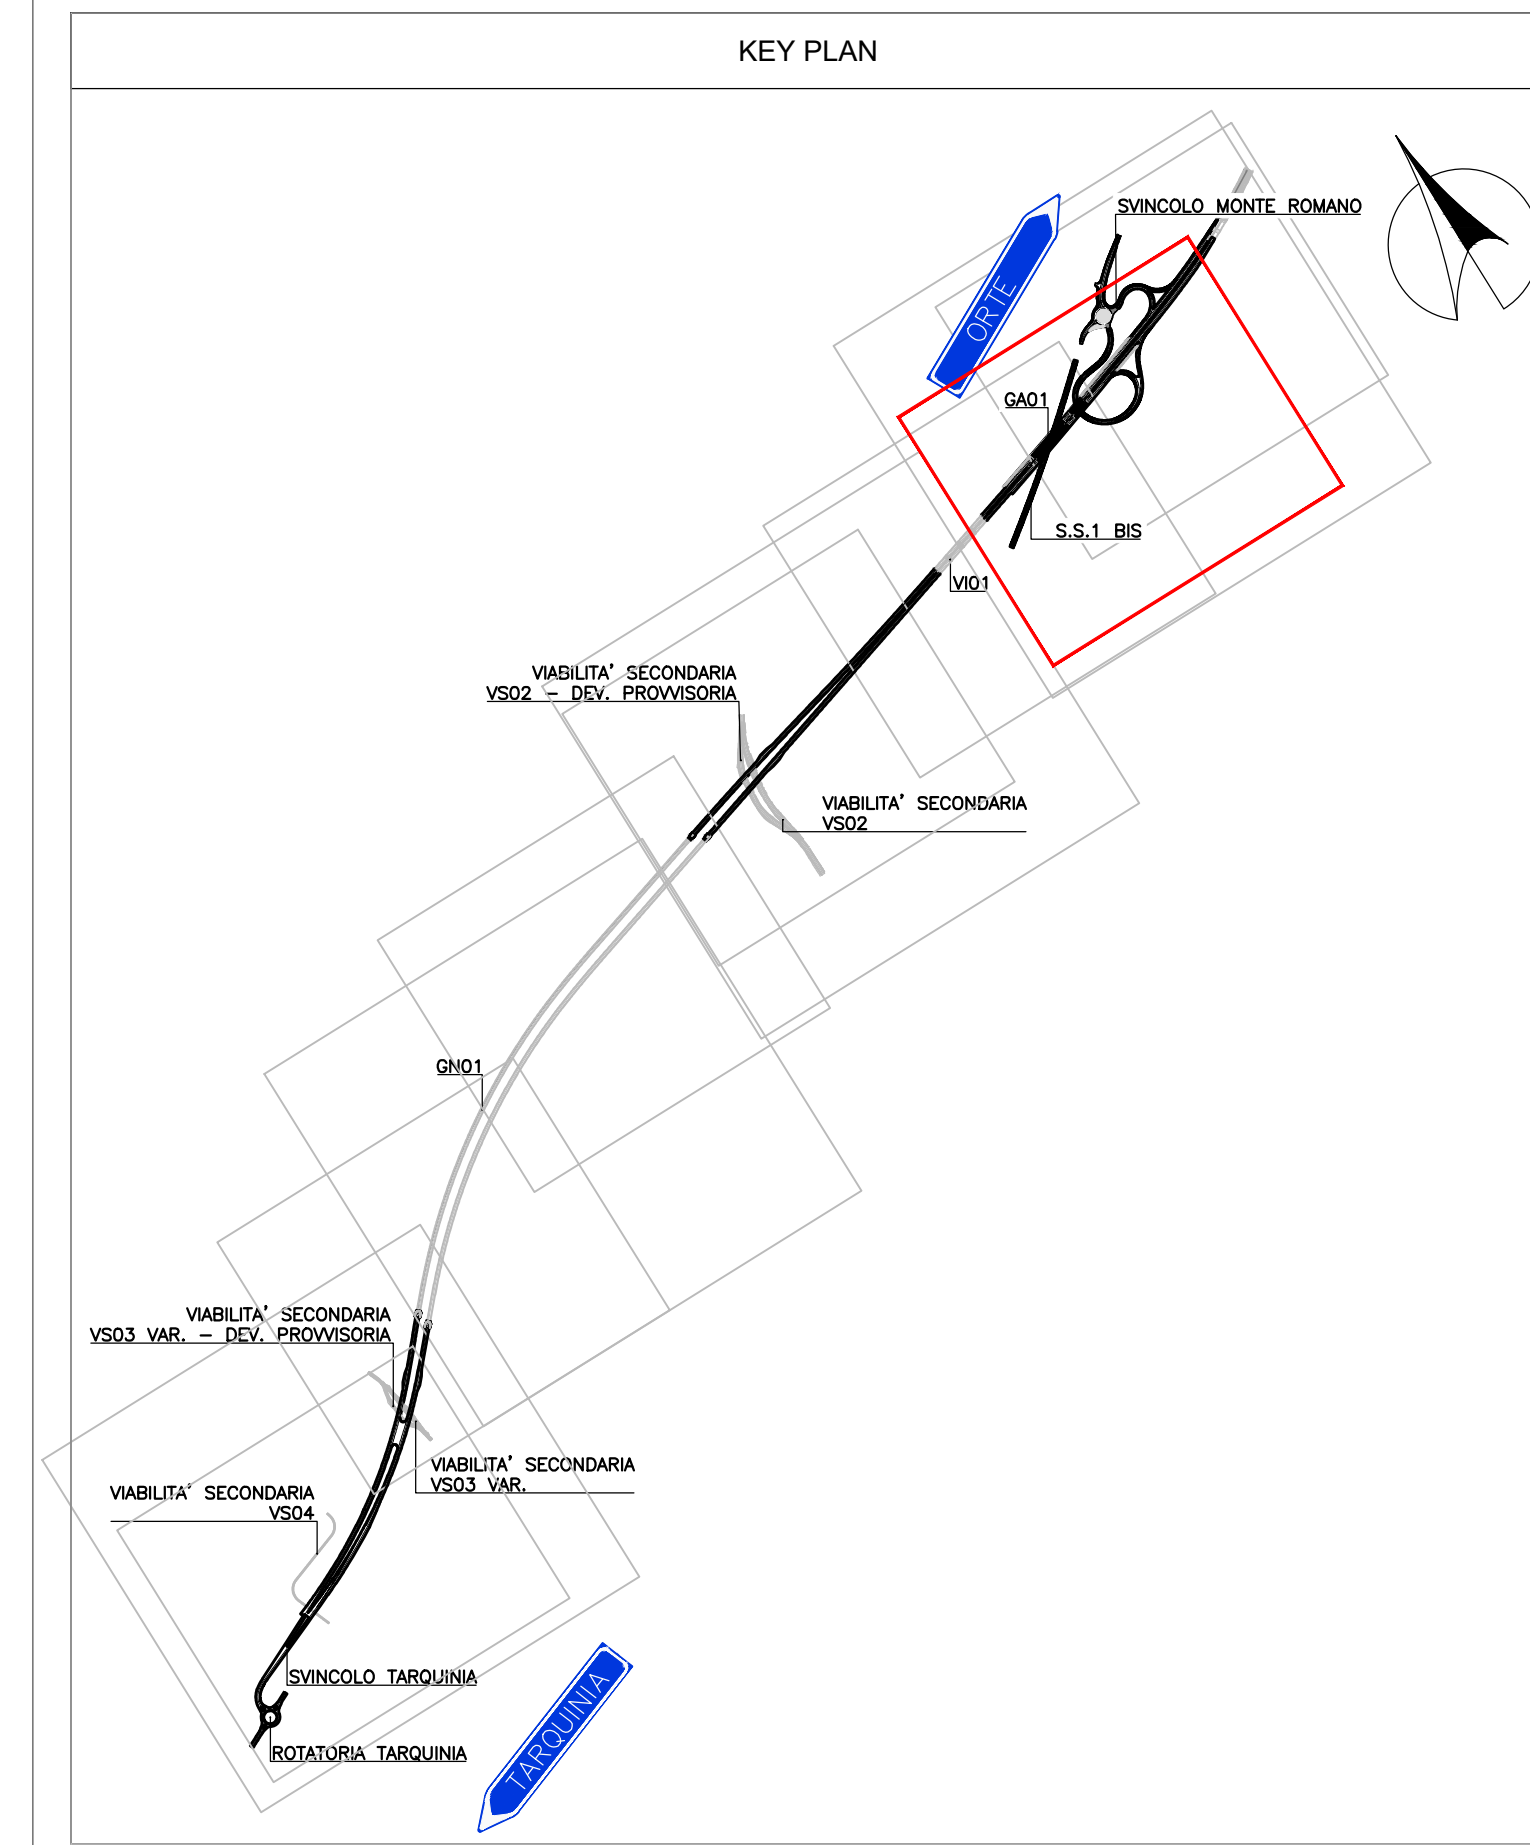 KEY PLAN
SVINCOLO MONTE ROMANO
ORTE
GA01
S.S.1 BIS
VI01
VIABILITA' SECONDARIA
VS02 - DEV. PROVVISORIA
VIABILITA' SECONDARIA
VS02
GN01
VIABILITA' SECONDARIA
VS03 VAR. - DEV. PROVVISORIA
VIABILITA' SECONDARIA
VS03 VAR.
VIABILITA' SECONDARIA
VS04
SVINCOLO TARQUINIA
TARQUINIA
ROTATORIA TARQUINIA